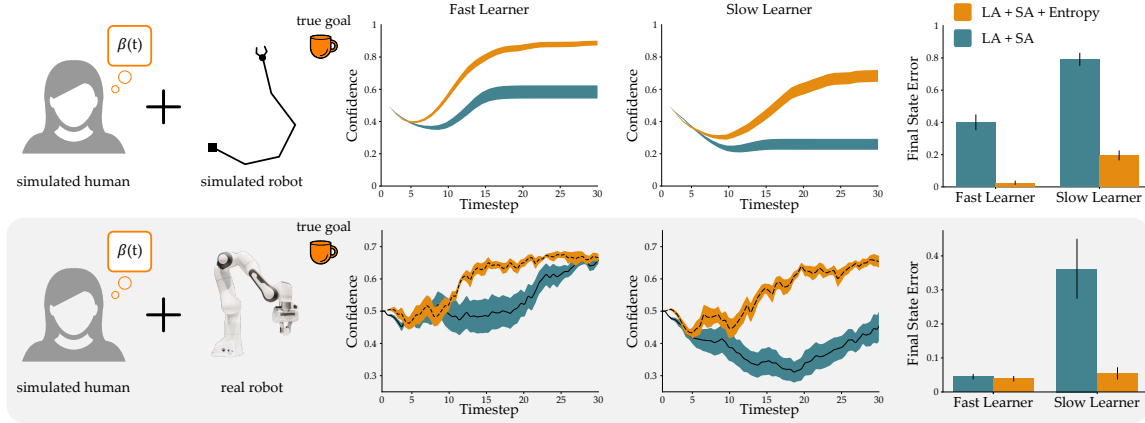 β(t)
true goal
simulated human
simulated robot
Fast Learner
Confidence
1
0.8
0.6
0.4
0.2
0
0
5
10
15
20
25
30
Timestep
Slow Learner
Confidence
1
0.8
0.6
0.4
0.2
0
0
5
10
15
20
25
30
Timestep
LA + SA + Entropy
LA + SA
Final State Error
1
0.8
0.6
0.4
0.2
0
Fast Learner
Slow Learner
β(t)
true goal
simulated human
real robot
Confidence
0.7
0.6
0.5
0.4
0.3
0
5
10
15
20
25
30
Timestep
Confidence
0.7
0.6
0.5
0.4
0.3
0
5
10
15
20
25
30
Timestep
Final State Error
0.4
0.2
0.1
0
Fast Learner
Slow Learner